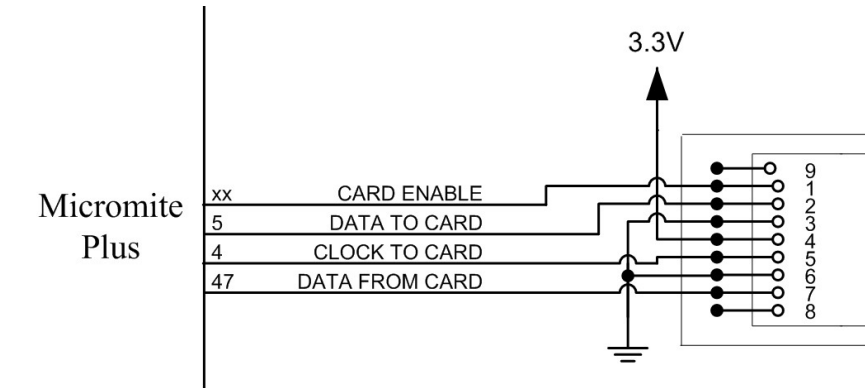 3.3V
Micromite
Plus
xx CARD ENABLE
5 DATA TO CARD
4 CLOCK TO CARD
47 DATA FROM CARD
9
1
2
3
4
5
6
7
8